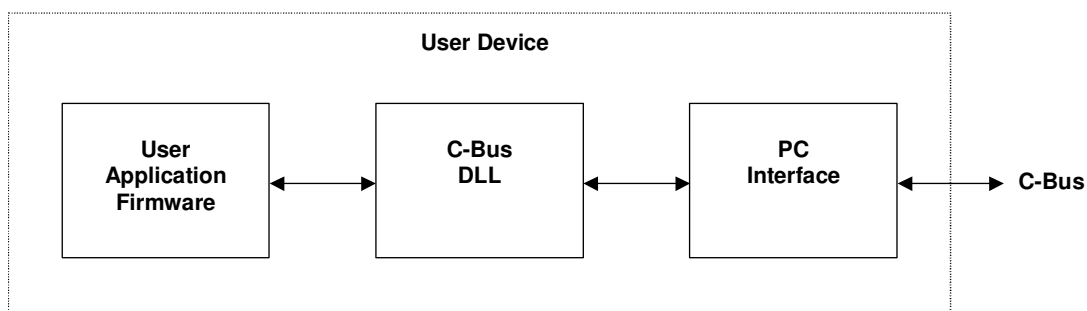 User Device
User
Application
Firmware
C-Bus
DLL
PC
Interface
C-Bus